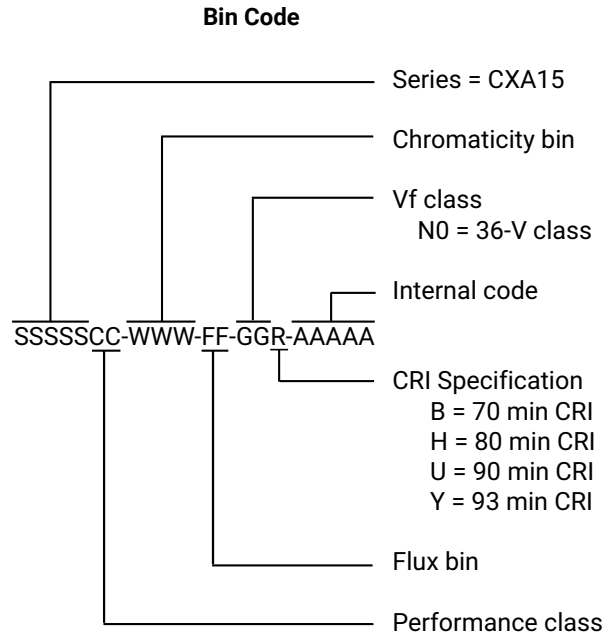 Bin Code
Series = CXA15
Chromaticity bin
Vf class
N0 = 36-V class
Internal code
SSSSSCC-WWW-FF-GGR-AAAAA
CRI Specification
B = 70 min CRI
H = 80 min CRI
U = 90 min CRI
Y = 93 min CRI
Flux bin
Performance class